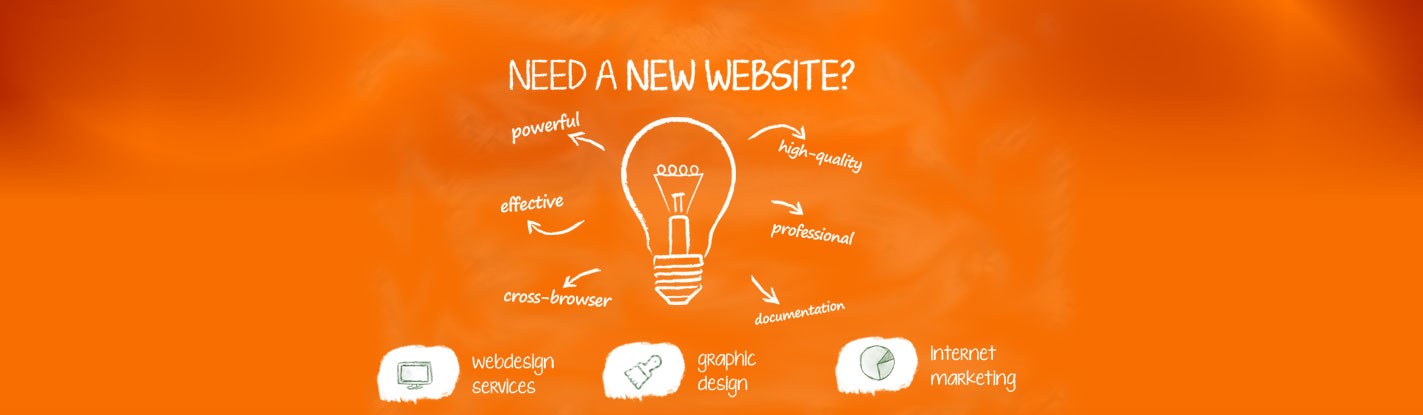 NEED A NEW WEBSITE?
powerful
high-quality
effective
professional
cross-browser
documentation
webdesign
services
graphic
design
internet
marketing